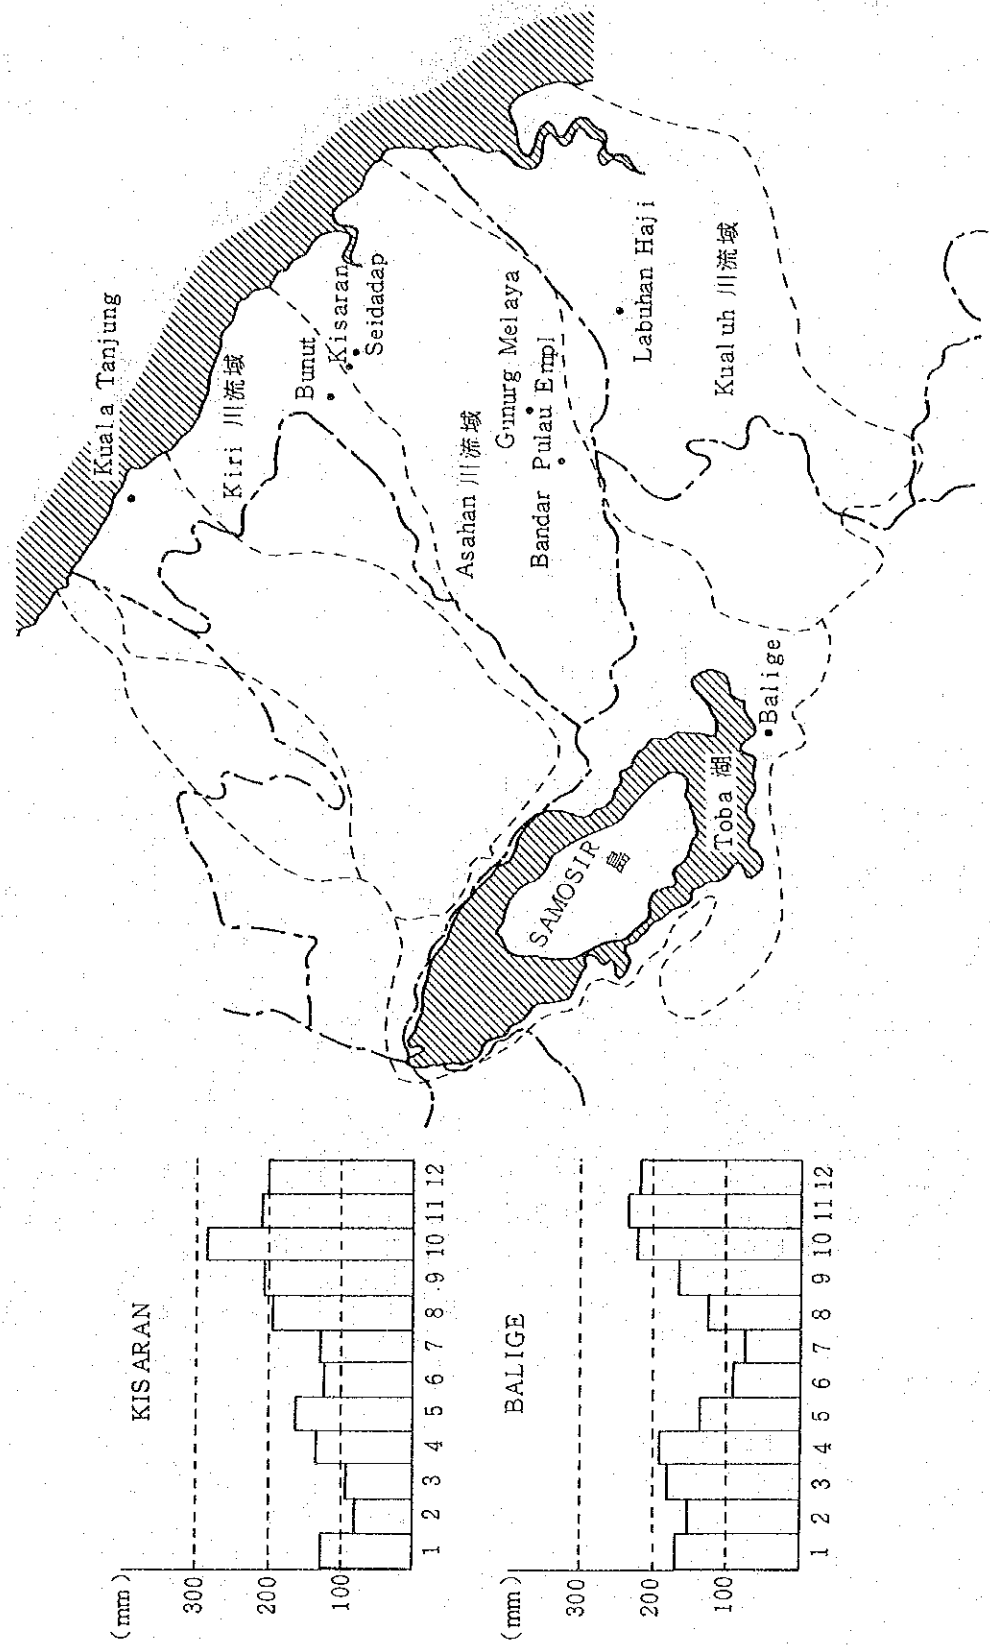 (mm)
KISARAN
300
200
100
1 2 3 4 5 6 7 8 9 10 11 12
(mm)
BALIGE
300
200
100
1 2 3 4 5 6 7 8 9 10 11 12
Kuala Tanjung
Kiri 川流域
Bunut
Kisaran
Seidadap
Asahan 川流域
Gunurg Melaya
Bandar Pulau Empl
Labuhan Haji
Kualuh 川流域
SAMOSIR
島
Toba 湖
Balige